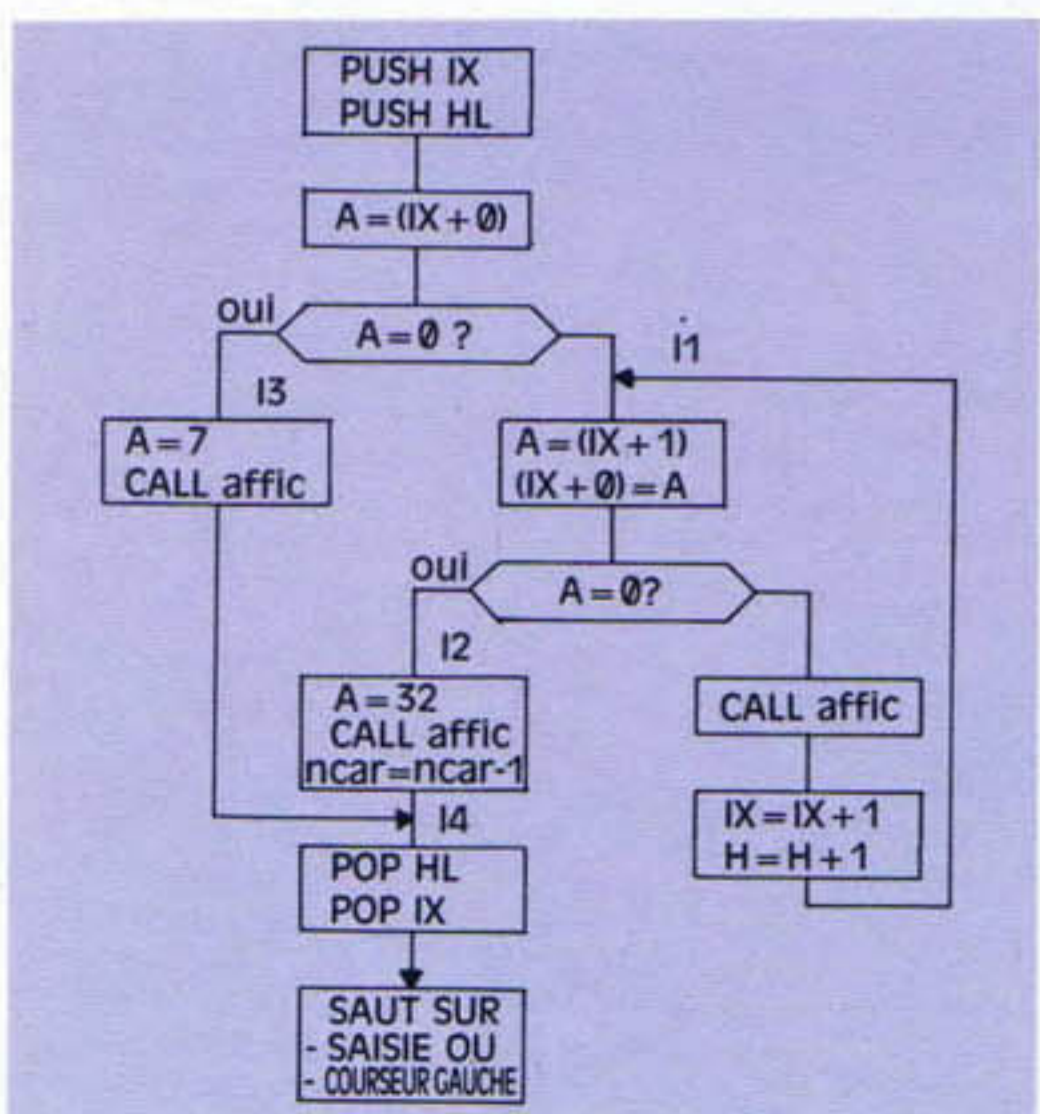 PUSH IX
PUSH HL
A = (IX + 0)
oui
A = 0 ?
i1
I3
A = 7
CALL affic
A = (IX + 1)
(IX + 0) = A
oui
A = 0?
I2
A = 32
CALL affic
ncar=ncar-1
CALL affic
I4
IX = IX + 1
H = H + 1
POP HL
POP IX
SAUT SUR
- SAISIE OU
- COURSEUR GAUCHE